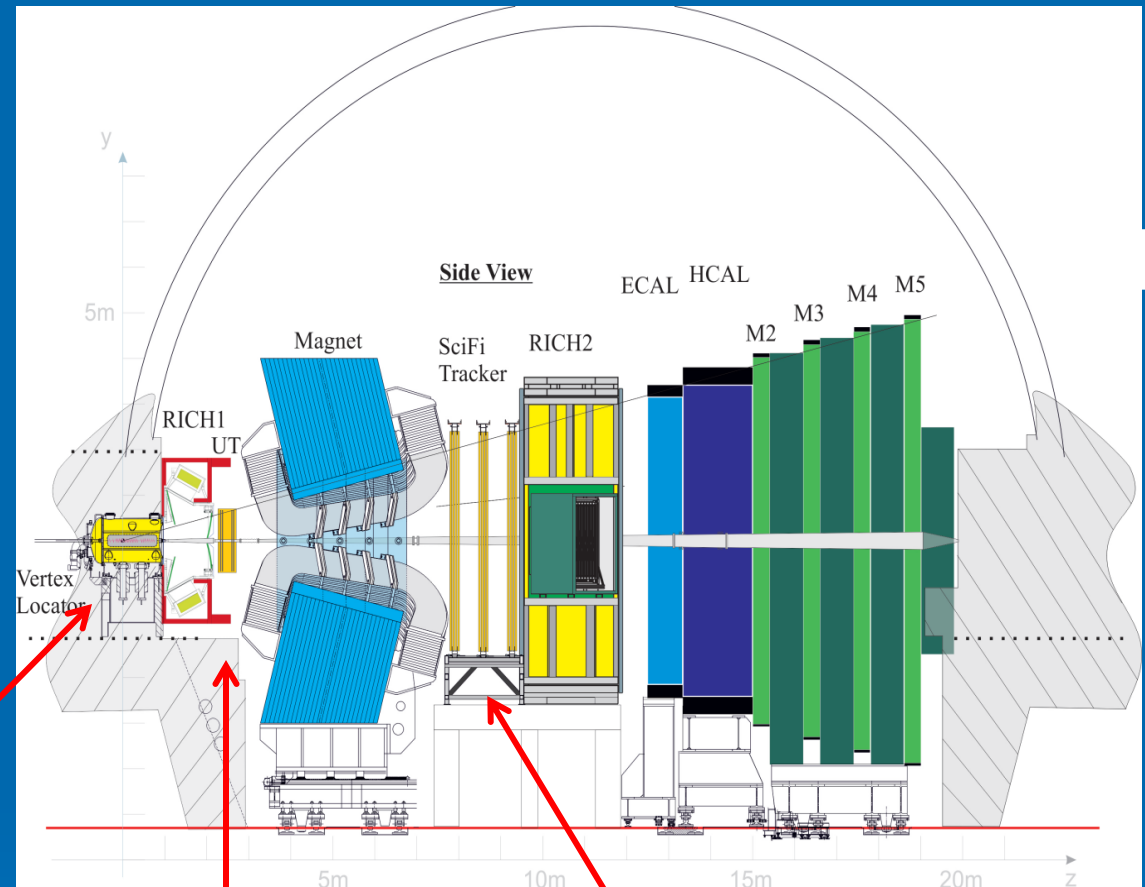 y
Side View
ECAL
HCAL
M5
M4
M3
M2
5m
Magnet
SciFi
Tracker
RICH2
RICH1
UT
Vertex
Locator
5m
10m
15m
20m
z